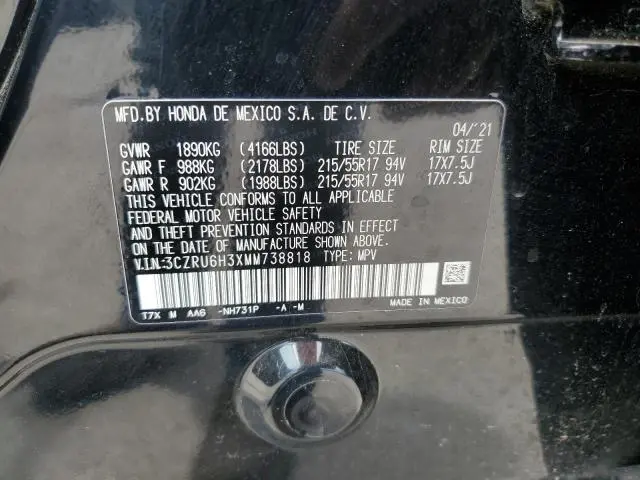 MFD.BY HONDA DE MEXICO S.A. DE C.V.
04/'21
GVWR 1890KG (4166LBS) TIRE SIZE RIM SIZE
GAWR F 988KG (2178LBS) 215/55R17 94V 17X7.5J
GAWR R 902KG (1988LBS) 215/55R17 94V 17X7.5J
THIS VEHICLE CONFORMS TO ALL APPLICABLE
FEDERAL MOTOR VEHICLE SAFETY
AND THEFT PREVENTION STANDARDS IN EFFECT
ON THE DATE OF MANUFACTURE SHOWN ABOVE.
V.I.N:3CZRU6H3XMM738818 TYPE: MPV
T7X M AA6 -NH731P -A -M- MADE IN MEXICO